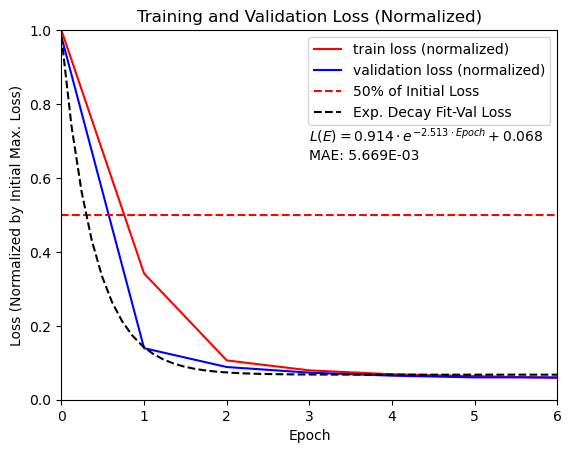 Training and Validation Loss (Normalized)
Loss (Normalized by Initial Max. Loss)
1.0
0.8
0.6
0.4
0.2
0.0
train loss (normalized)
validation loss (normalized)
50% of Initial Loss
Exp. Decay Fit-Val Loss
L(E) = 0.914 · e^{−2.513 · Epoch} + 0.068
MAE: 5.669E-03
0 1 2 3 4 5 6
Epoch